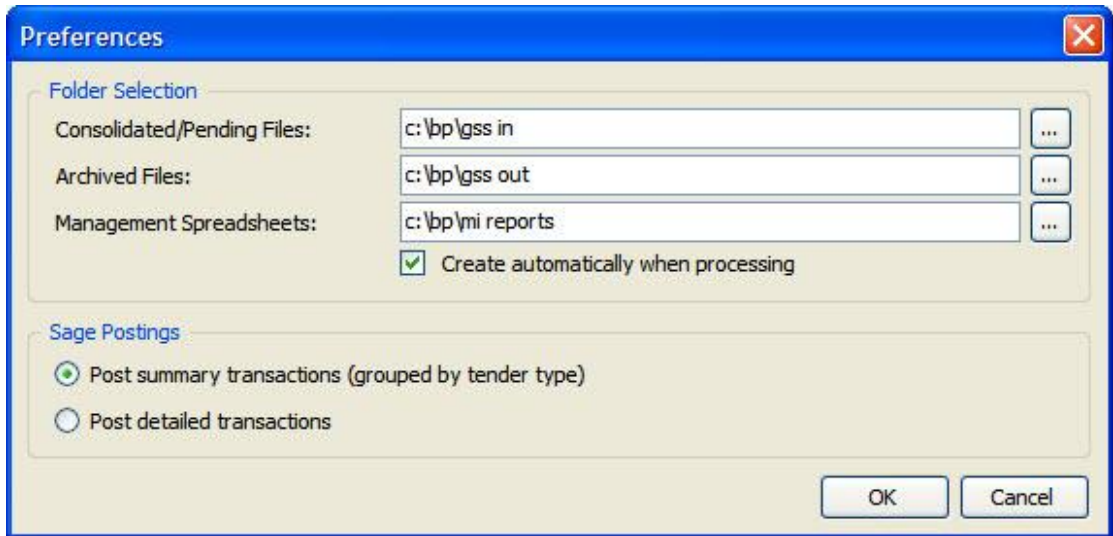 Preferences
Folder Selection
Consolidated/Pending Files: c:\bp\gss in ...
Archived Files: c:\bp\gss out ...
Management Spreadsheets: c:\bp\mi reports ...
Create automatically when processing
Sage Postings
Post summary transactions (grouped by tender type)
Post detailed transactions
OK Cancel